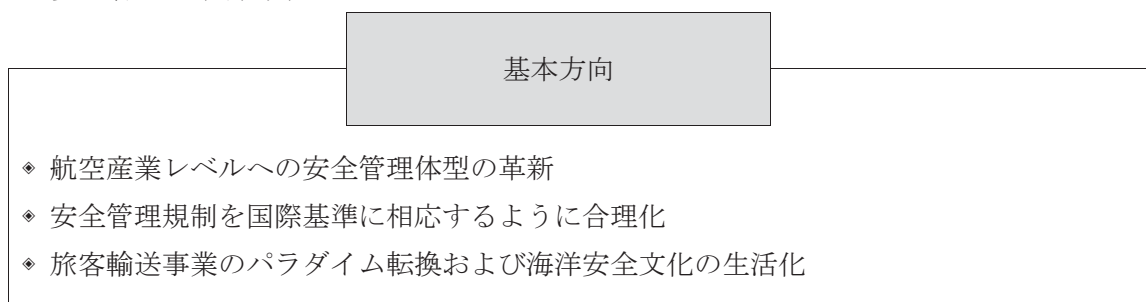 基本方向
◈ 航空産業レベルへの安全管理体型の革新
◈ 安全管理規制を国際基準に相応するように合理化
◈ 旅客輸送事業のパラダイム転換および海洋安全文化の生活化